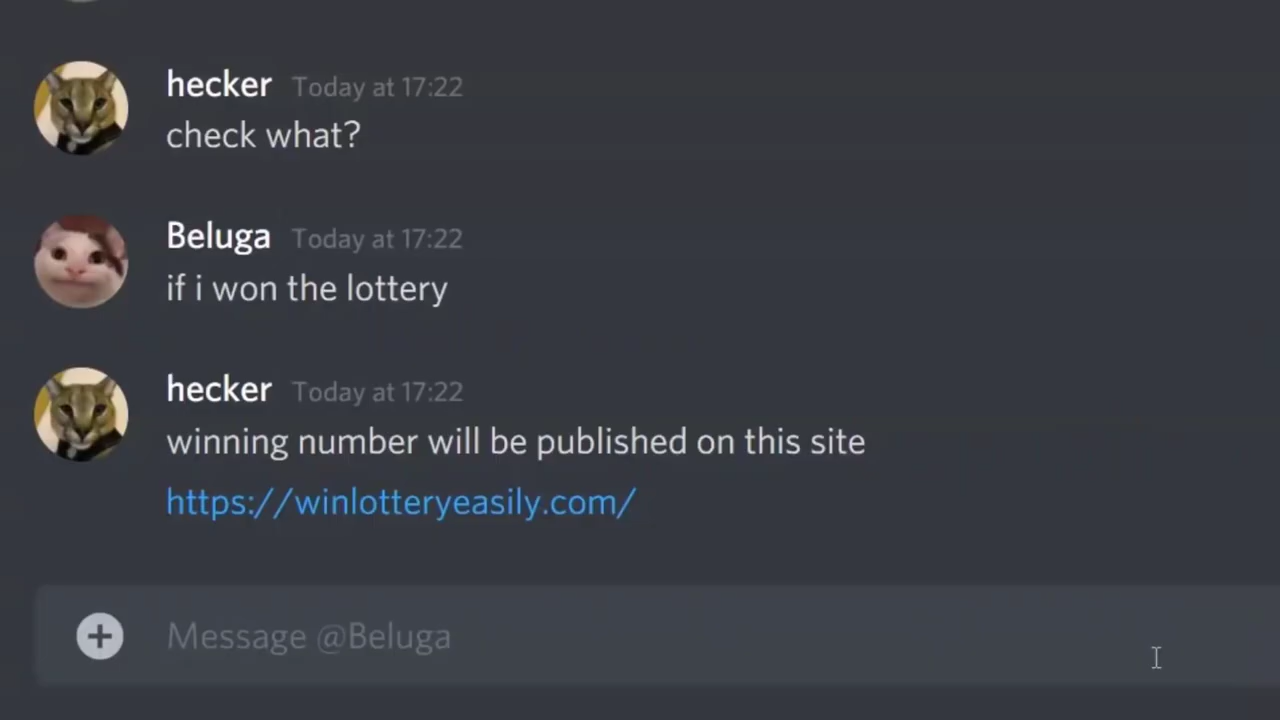 hecker Today at 17:22
check what?
Beluga Today at 17:22
if i won the lottery
hecker Today at 17:22
winning number will be published on this site
https://winlotteryeasily.com/
Message @Beluga